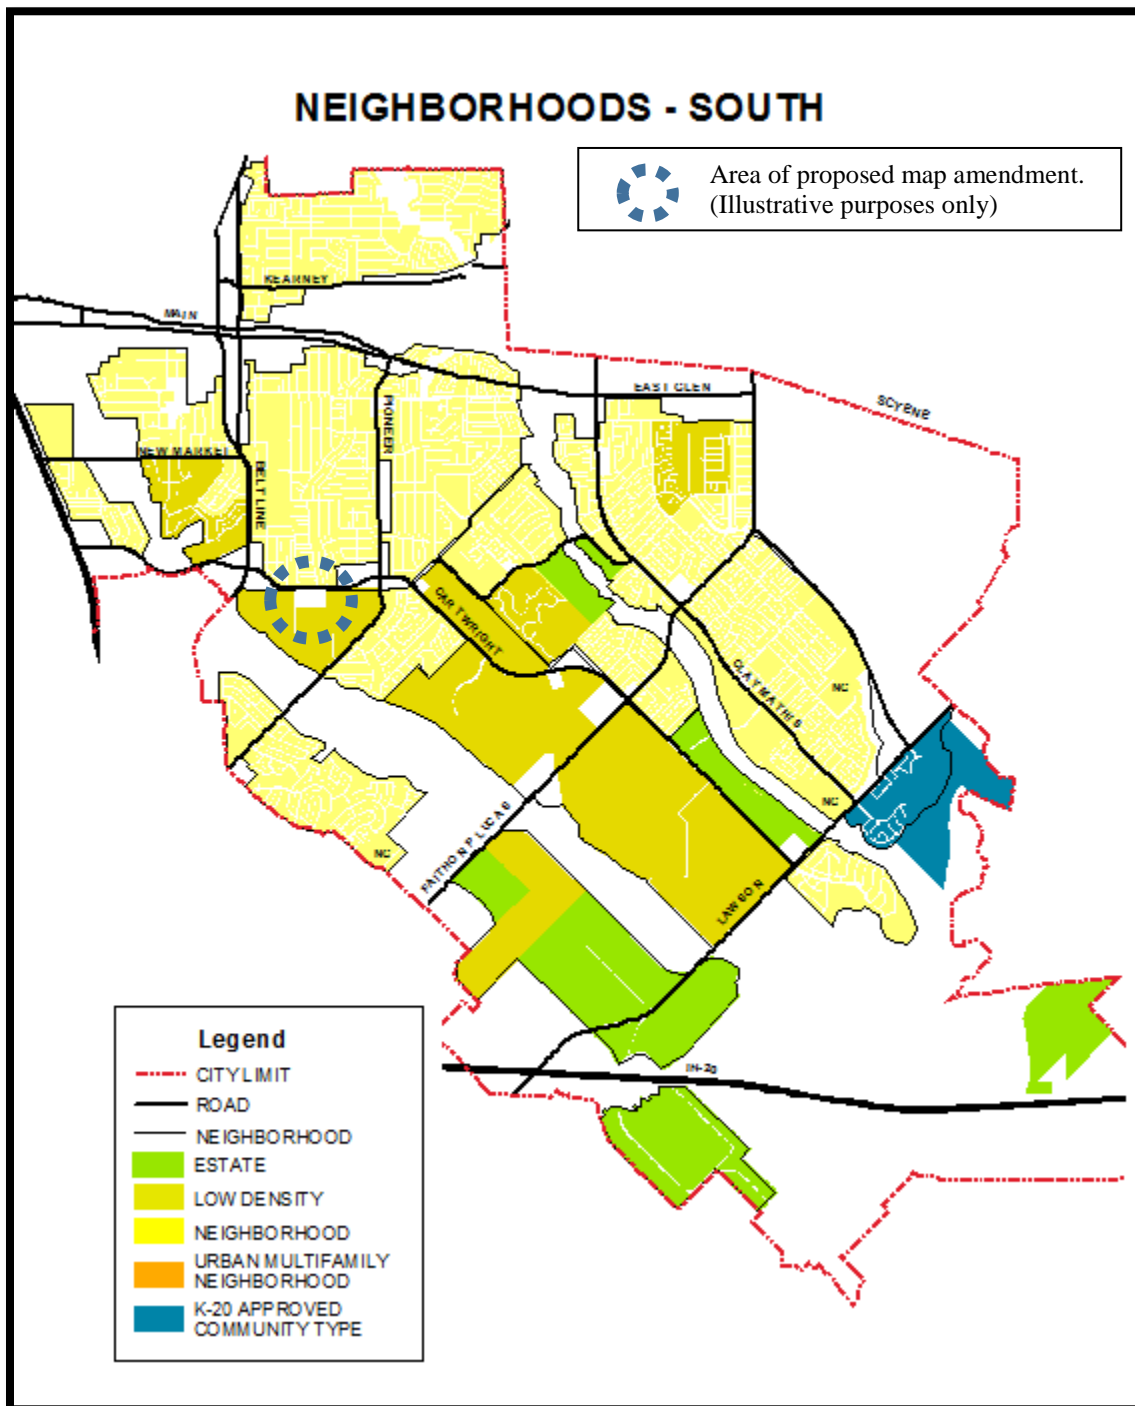 NEIGHBORHOODS - SOUTH
Area of proposed map amendment.
(Illustrative purposes only)
KEARNEY
MAIN
EAST GLEN
SCYENE
PIONEER
NEW MARKET
BELT LINE
CARTWRIGHT
CLAY MATHIS
NC
NC
NC
FAITHON P LUCAS
LAWSON
IH-20
Legend
CITY LIMIT
ROAD
NEIGHBORHOOD
ESTATE
LOW DENSITY
NEIGHBORHOOD
URBAN MULTIFAMILY
NEIGHBORHOOD
K-20 APPROVED
COMMUNITY TYPE